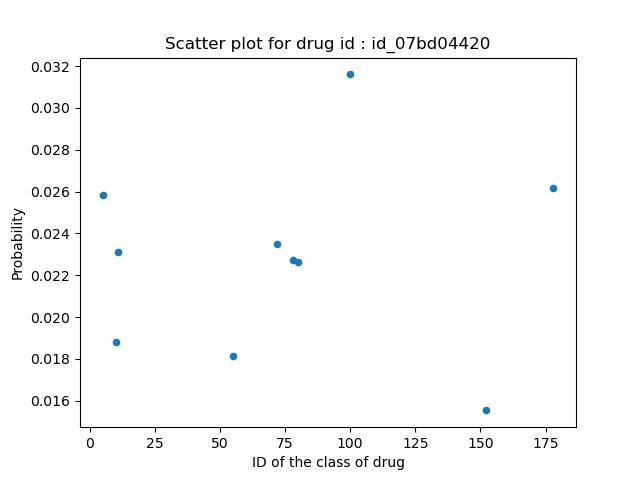 Scatter plot for drug id : id_07bd04420
0.032
0.030
0.028
0.026
0.024
0.022
0.020
0.018
0.016
Probability
0 25 50 75 100 125 150 175
ID of the class of drug